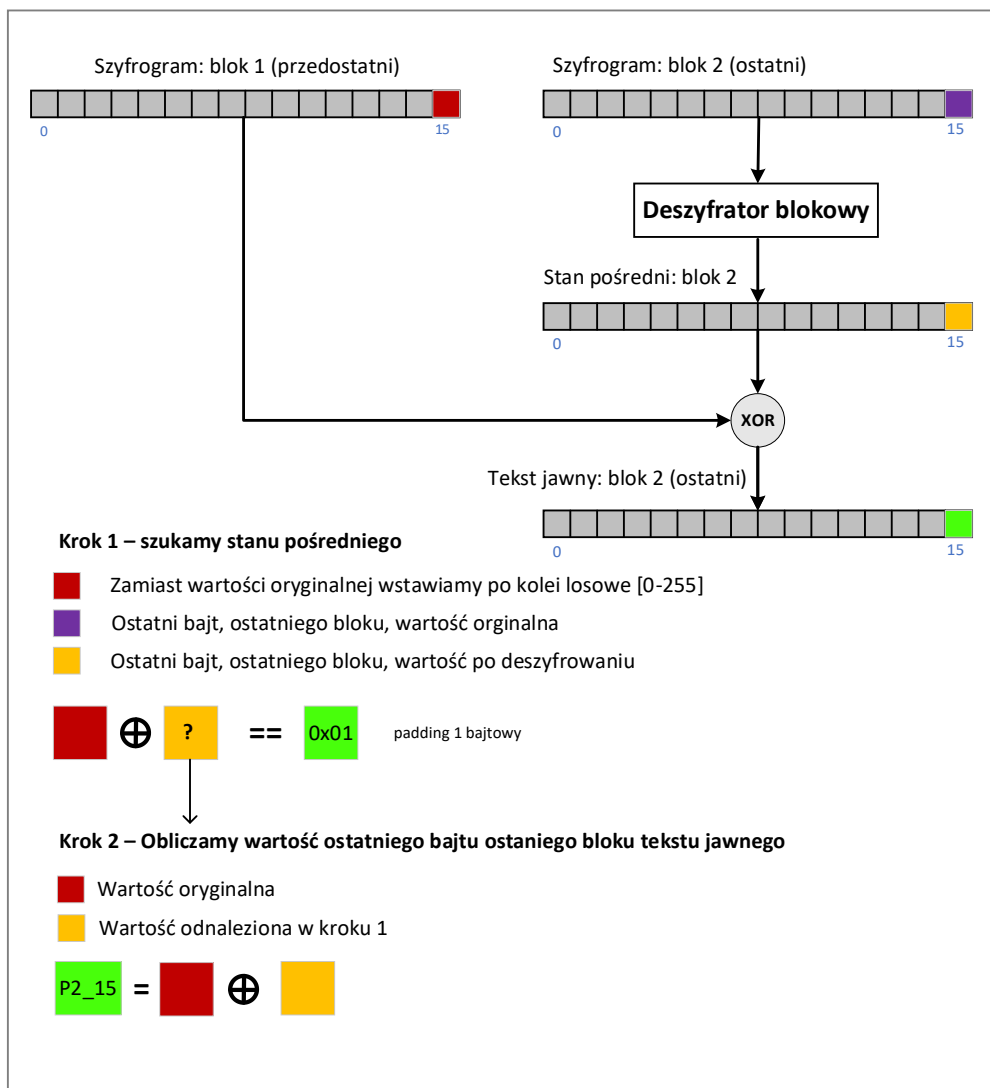 Szyfrogram: blok 1 (przedostatni)
0
15
Szyfrogram: blok 2 (ostatni)
0
15
Deszyfrator blokowy
Stan pośredni: blok 2
0
15
XOR
Tekst jawny: blok 2 (ostatni)
0
15
Krok 1 – szukamy stanu pośredniego
Zamiast wartości oryginalnej wstawiamy po kolei losowe [0-255]
Ostatni bajt, ostatniego bloku, wartość orginalna
Ostatni bajt, ostatniego bloku, wartość po deszyfrowaniu
? == 0x01 padding 1 bajtowy
Krok 2 – Obliczamy wartość ostatniego bajtu ostaniego bloku tekstu jawnego
Wartość oryginalna
Wartość odnaleziona w kroku 1
P2_15 =